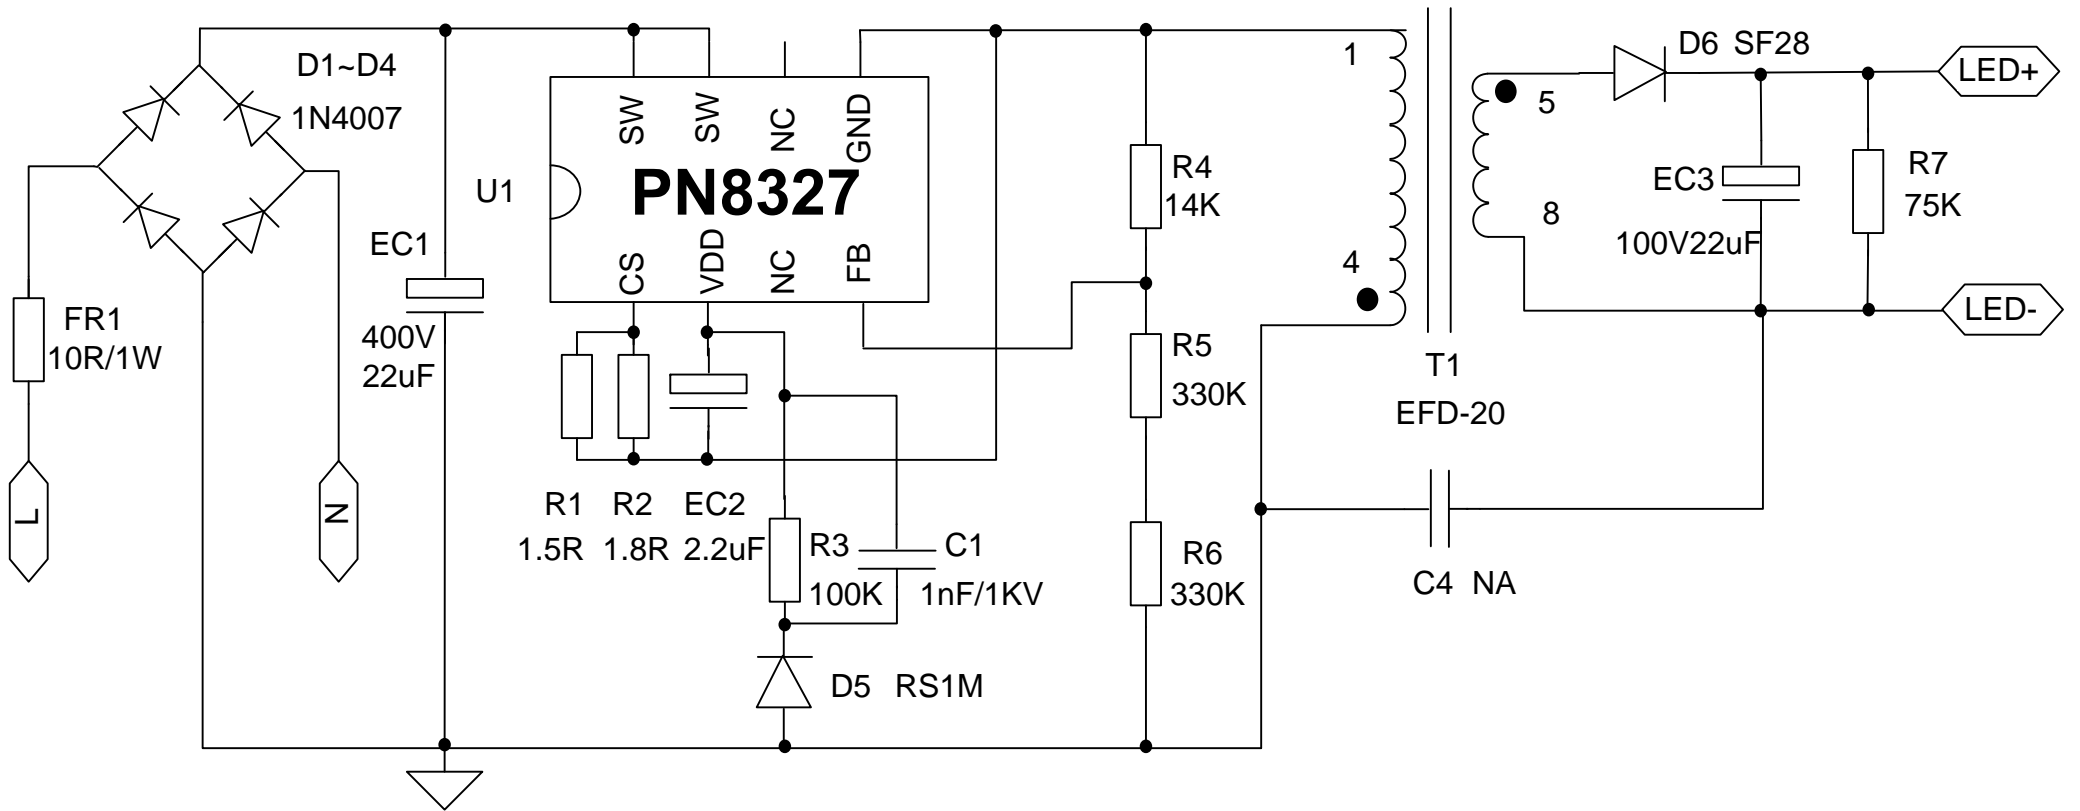 D1~D4
1N4007
FR1
10R/1W
L
N
EC1
400V
22uF
U1
SW
SW
NC
GND
PN8327
CS
VDD
NC
FB
R1
1.5R
R2
1.8R
EC2
2.2uF
R3
100K
C1
1nF/1KV
D5 RS1M
R4
14K
R5
330K
R6
330K
1
4
5
8
T1
EFD-20
C4 NA
D6 SF28
EC3
100V22uF
R7
75K
LED+
LED-